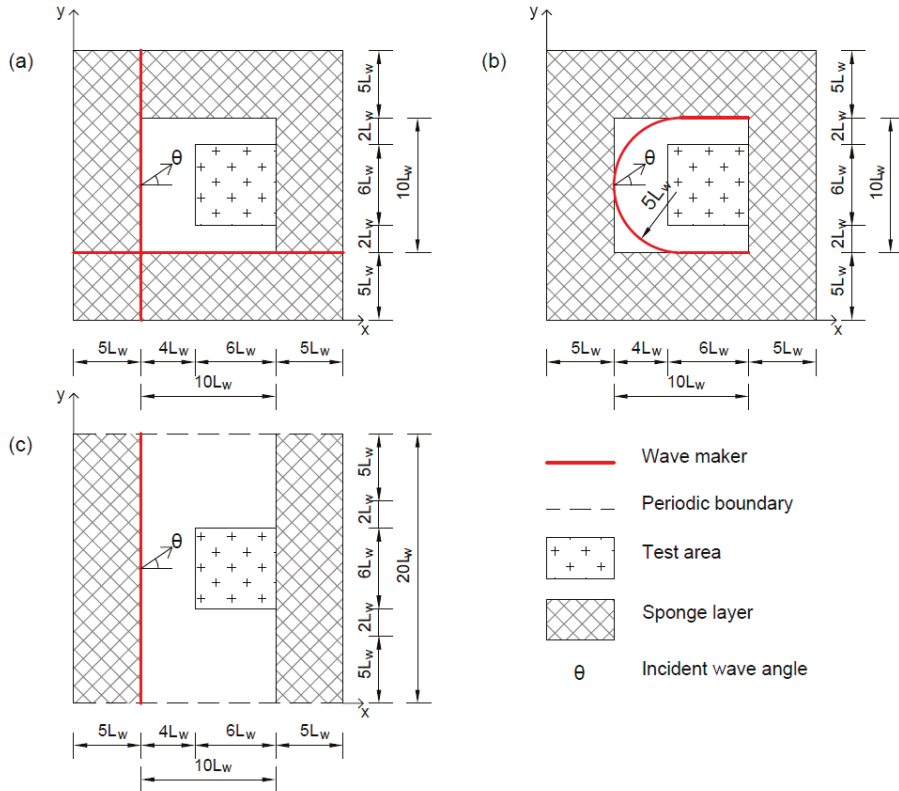 (a)
y
θ
x
5Lw
2Lw
6Lw
2Lw
5Lw
10Lw
5Lw
4Lw
6Lw
5Lw
10Lw
(b)
y
θ
5Lw
x
5Lw
2Lw
6Lw
2Lw
5Lw
10Lw
5Lw
4Lw
6Lw
5Lw
10Lw
(c)
y
θ
x
5Lw
2Lw
6Lw
2Lw
5Lw
20Lw
5Lw
4Lw
6Lw
5Lw
10Lw
Wave maker
Periodic boundary
Test area
Sponge layer
θ Incident wave angle